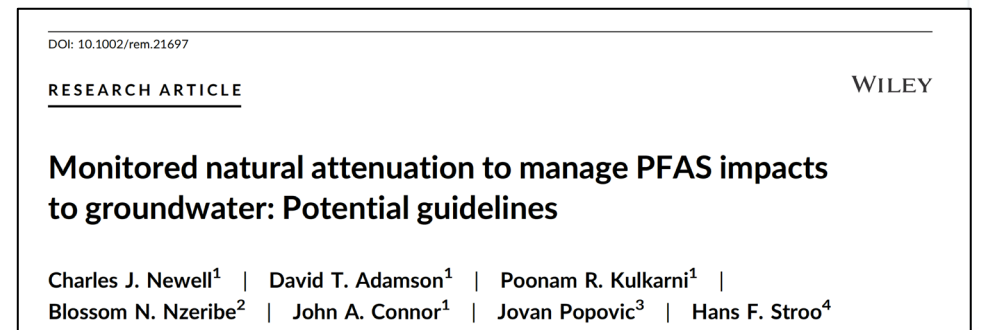 DOI: 10.1002/rem.21697
RESEARCH ARTICLE
WILEY
Monitored natural attenuation to manage PFAS impacts
to groundwater: Potential guidelines
Charles J. Newell¹ | David T. Adamson¹ | Poonam R. Kulkarni¹ |
Blossom N. Nzeribe² | John A. Connor¹ | Jovan Popovic³ | Hans F. Stroo⁴